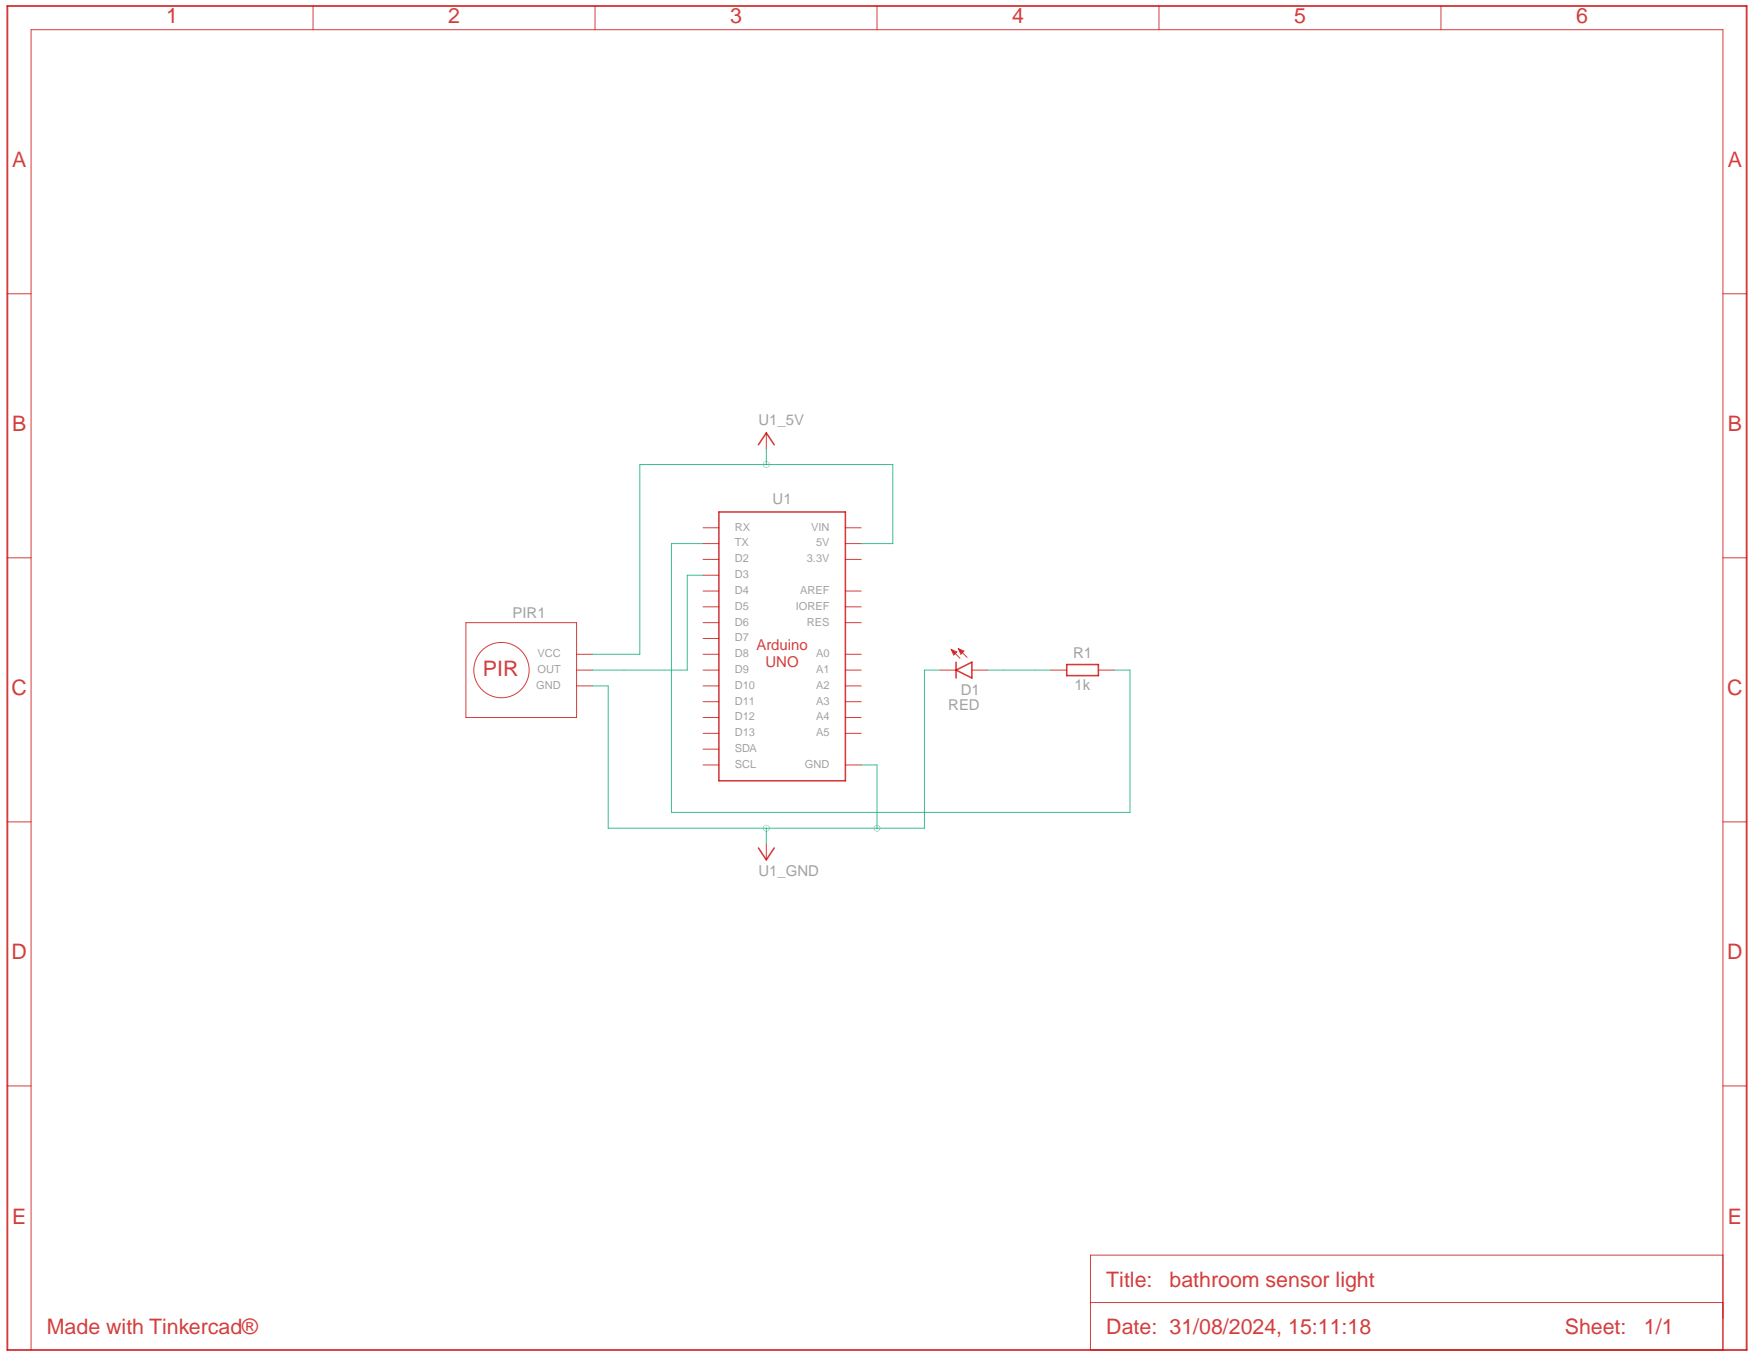 1 2 3 4 5 6
A A
B B
U1_5V
U1
RX VIN
TX 5V
D2 3.3V
D3
D4 AREF
D5 IOREF
D6 RES
D7
Arduino
UNO
D8 A0
D9 A1
D10 A2
D11 A3
D12 A4
D13 A5
SDA
SCL GND
PIR1
PIR
VCC
OUT
GND
R1
1k
D1
RED
C C
U1_GND
D D
E E
Title: bathroom sensor light
Made with Tinkercad®
Date: 31/08/2024, 15:11:18 Sheet: 1/1